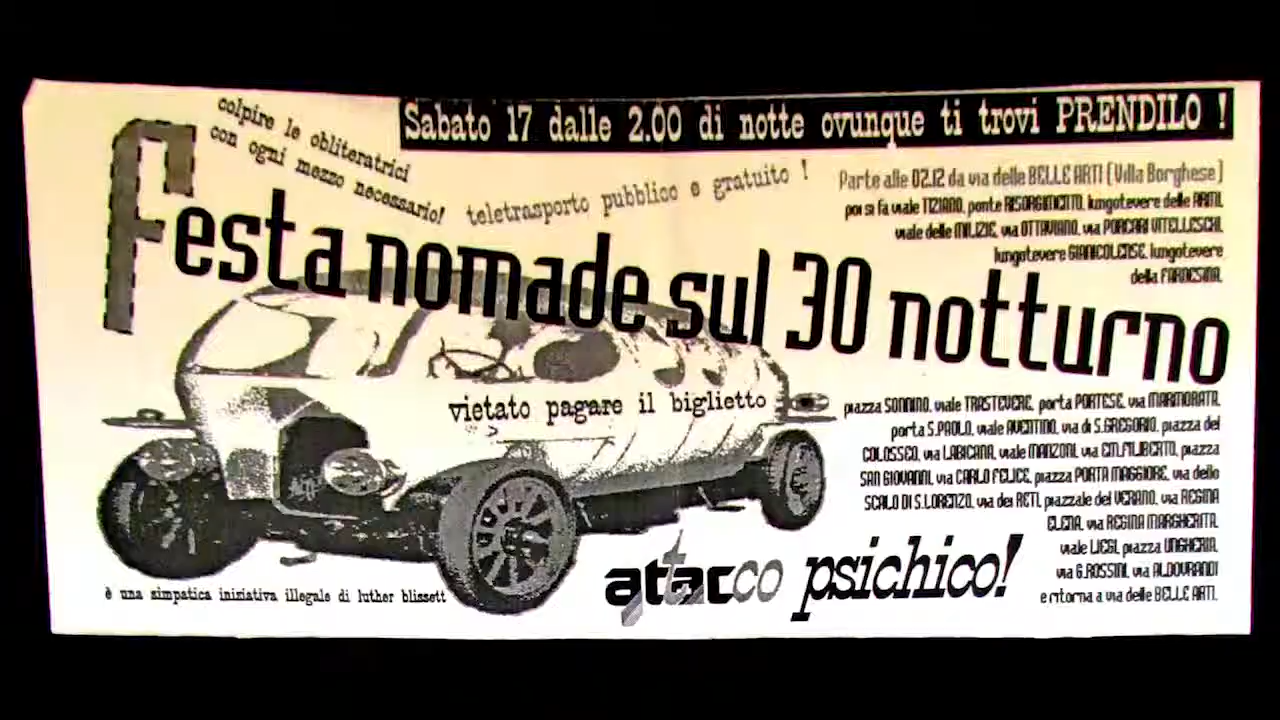 Sabato 17 dalle 2.00 di notte ovunque ti trovi PRENDILO !
colpire le obliteratrici
con ogni mezzo necessario!
teletrasporto pubblico e gratuito !
Festa nomade sul 30 notturno
Parte alle 02.12 da via delle BELLE ARTI (Villa Borghese)
poi si fa viale TIZIANO, ponte RISORGIMENTO, lungotevere delle ARMI,
viale delle MILIZIE, via OTTAVIANO, via PORCARI VITELLESCHI,
lungotevere GIANICOLENSE, lungotevere
della FARNESINA,
vietato pagare il biglietto
piazza SONNINO, viale TRASTEVERE, porta PORTESE, via MARMORATA,
porta S.PAOLO, viale AVENTINO, via di S.GREGORIO, piazza del
COLOSSEO, via LABICANA, viale MANZONI, via EM.FILIBERTO, piazza
SAN GIOVANNI, via CARLO FELICE, piazza PORTA MAGGIORE, via dello
SCALO DI S.LORENZO, via dei RETI, piazzale del VERANO, via REGINA
ELENA, via REGINA MARGHERITA,
viale LIEGI, piazza UNGHERIA,
via G.ROSSINI, via ALDOVRANDI
e ritorna a via delle BELLE ARTI.
atacco psichico!
è una simpatica iniziativa illegale di luther blissett